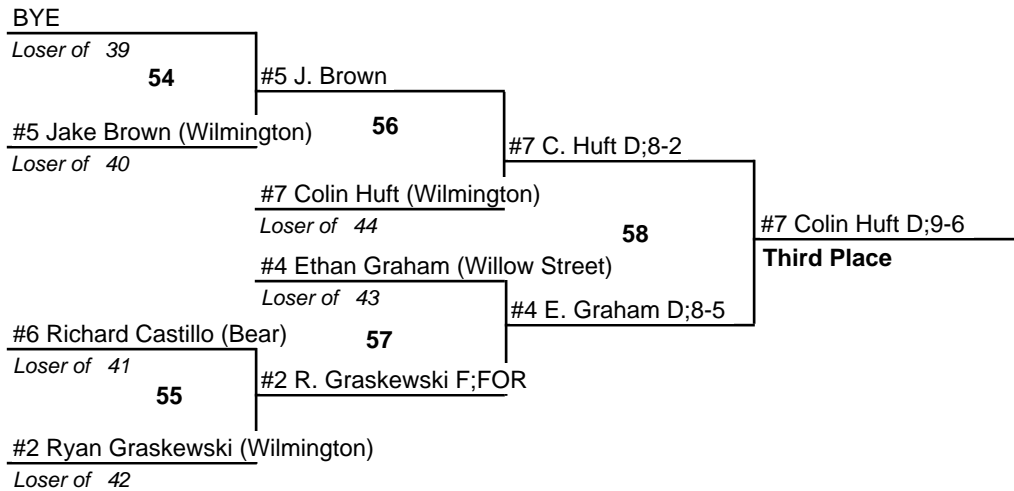 BYE
Loser of 39
54
#5 J. Brown
#5 Jake Brown (Wilmington)
56
Loser of 40
#7 C. Huft D;8-2
#7 Colin Huft (Wilmington)
Loser of 44
58
#7 Colin Huft D;9-6
Third Place
#4 Ethan Graham (Willow Street)
Loser of 43
#4 E. Graham D;8-5
#6 Richard Castillo (Bear)
57
Loser of 41
55
#2 R. Graskewski F;FOR
#2 Ryan Graskewski (Wilmington)
Loser of 42